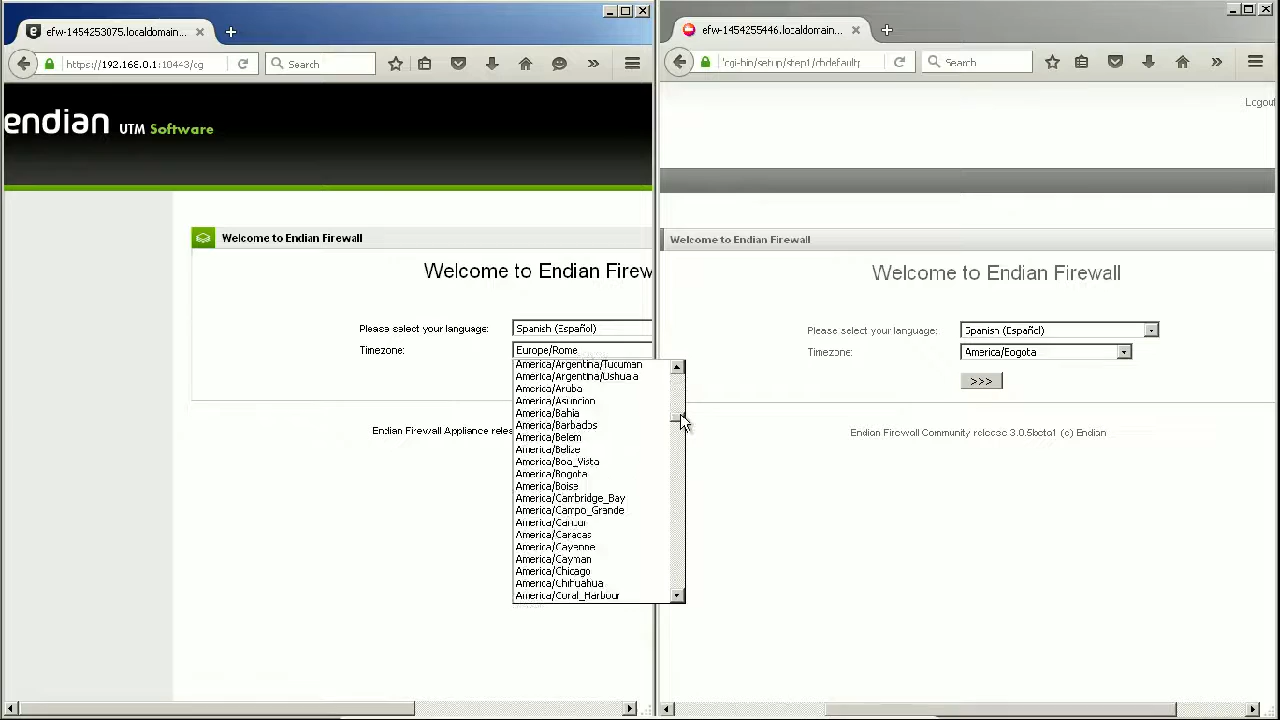 efw-1454253075.localdomain...
https://192.168.0.1:10443/cg
Search
endian UTM Software
Welcome to Endian Firewall
Welcome to Endian Firew
Please select your language:
Spanish (Español)
Timezone:
Europe/Rome
America/Argentina/Tucuman
America/Argentina/Ushuaia
America/Aruba
America/Asuncion
America/Bahia
America/Barbados
America/Belem
America/Belize
America/Boa_Vista
America/Bogota
America/Boise
America/Cambridge_Bay
America/Campo_Grande
America/Cancun
America/Caracas
America/Cayenne
America/Cayman
America/Chicago
America/Chihuahua
America/Coral_Harbour
Endian Firewall Appliance relea
efw-1454255446.localdomain...
'cgi-bin/setup/step1/?default
Search
Logout
Welcome to Endian Firewall
Welcome to Endian Firewall
Please select your language:
Spanish (Español)
Timezone:
America/Bogota
>>>
Endian Firewall Community release 3.0.5beta1 (c) Endian